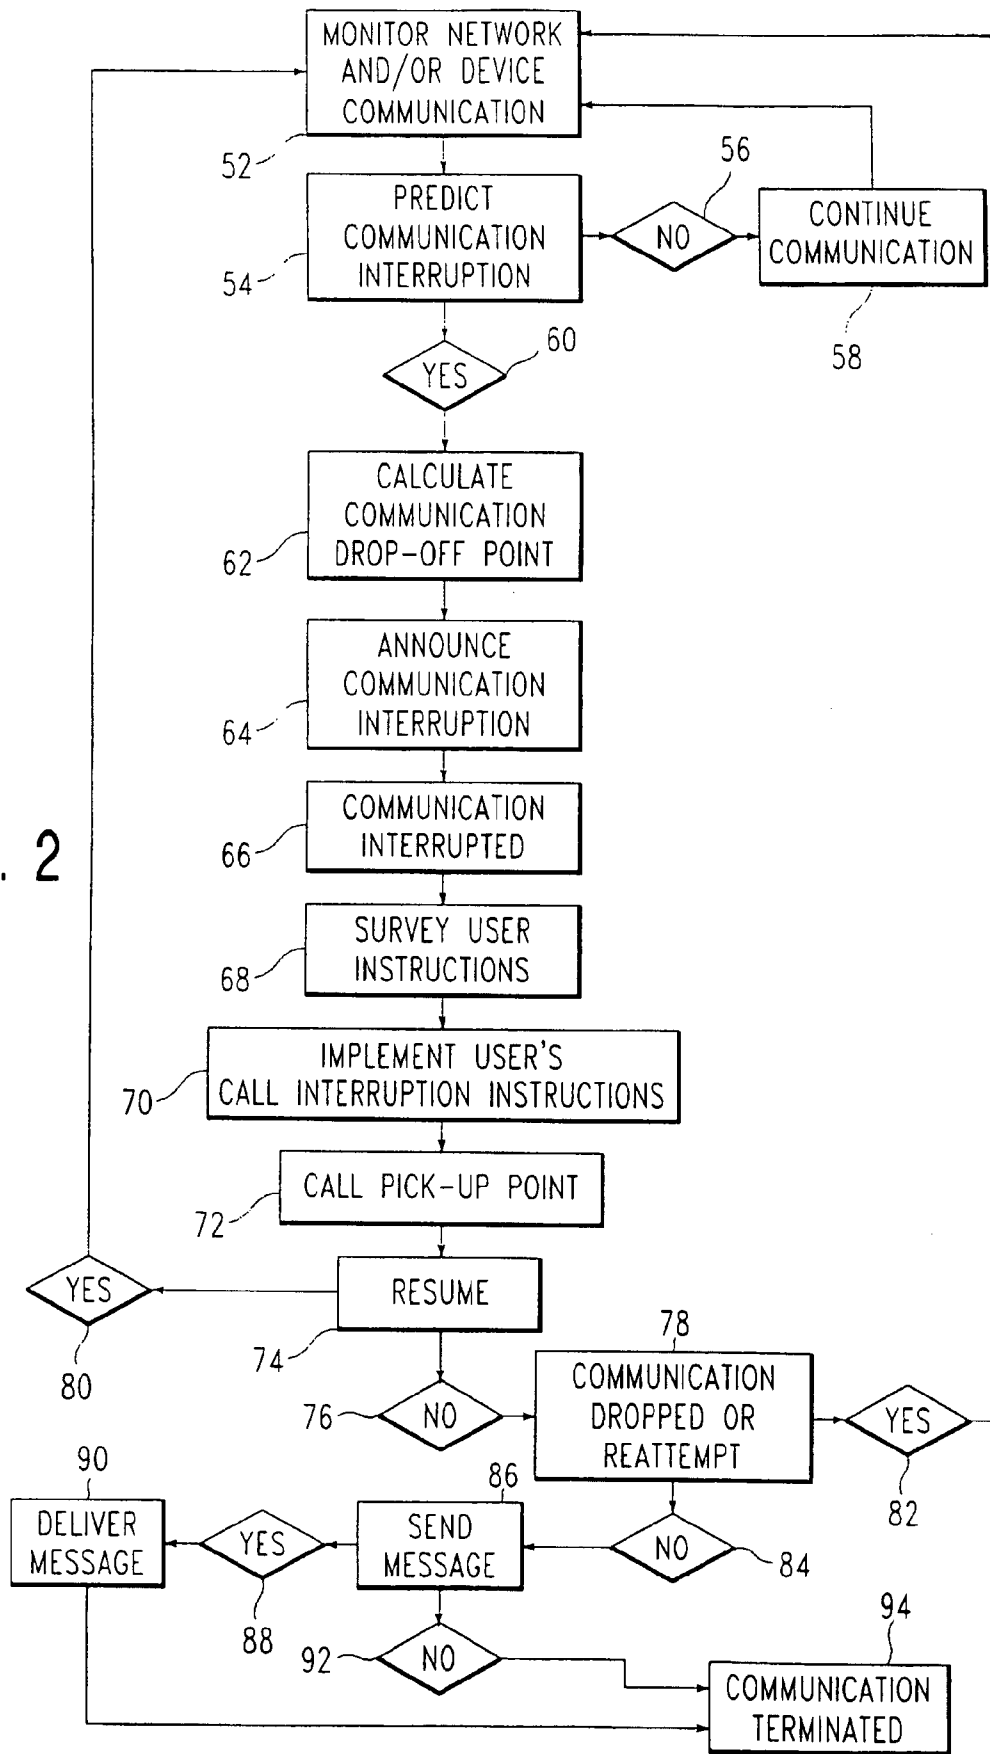 MONITOR NETWORK
AND/OR DEVICE
COMMUNICATION
52
PREDICT
COMMUNICATION
INTERRUPTION
54
56
NO
CONTINUE
COMMUNICATION
58
60
YES
CALCULATE
COMMUNICATION
DROP-OFF POINT
62
ANNOUNCE
COMMUNICATION
INTERRUPTION
64
COMMUNICATION
INTERRUPTED
66
. 2
SURVEY USER
INSTRUCTIONS
68
IMPLEMENT USER'S
CALL INTERRUPTION INSTRUCTIONS
70
CALL PICK-UP POINT
72
RESUME
74
YES
80
NO
76
78
COMMUNICATION
DROPPED OR
REATTEMPT
YES
82
NO
84
86
SEND
MESSAGE
YES
88
90
DELIVER
MESSAGE
NO
92
94
COMMUNICATION
TERMINATED